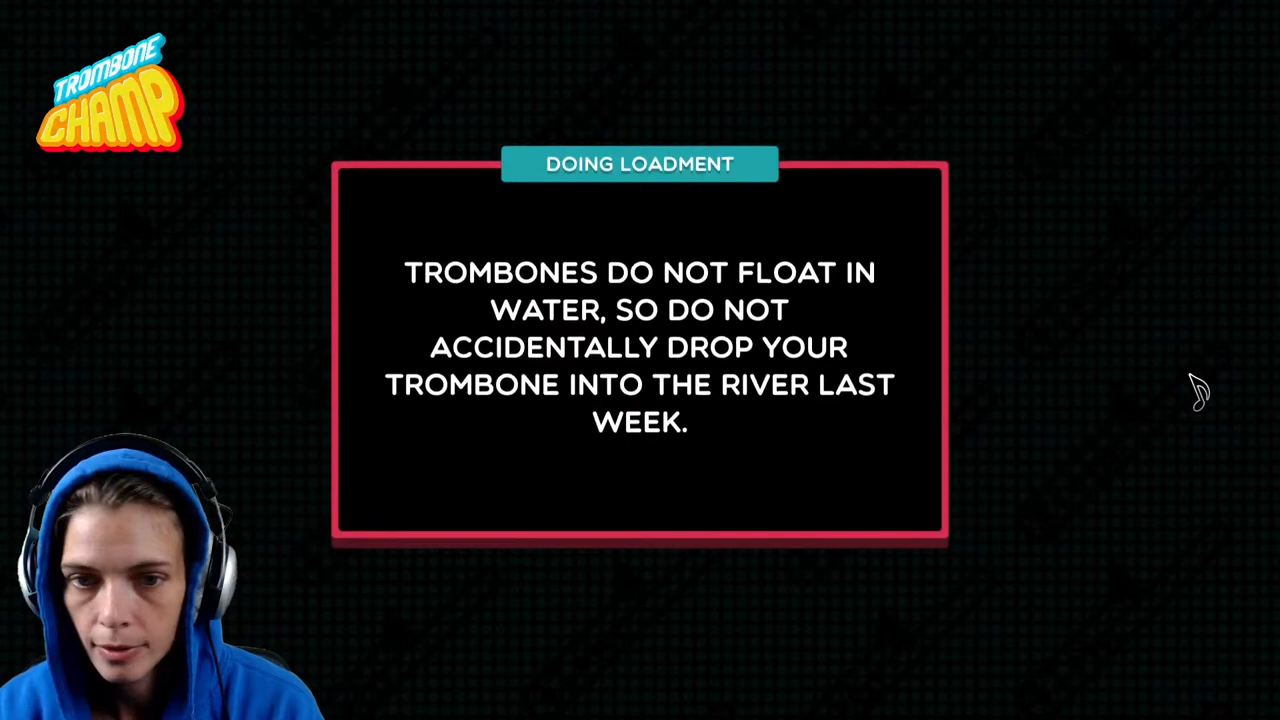 TROMBONE
CHAMP
DOING LOADMENT
TROMBONES DO NOT FLOAT IN
WATER, SO DO NOT
ACCIDENTALLY DROP YOUR
TROMBONE INTO THE RIVER LAST
WEEK.